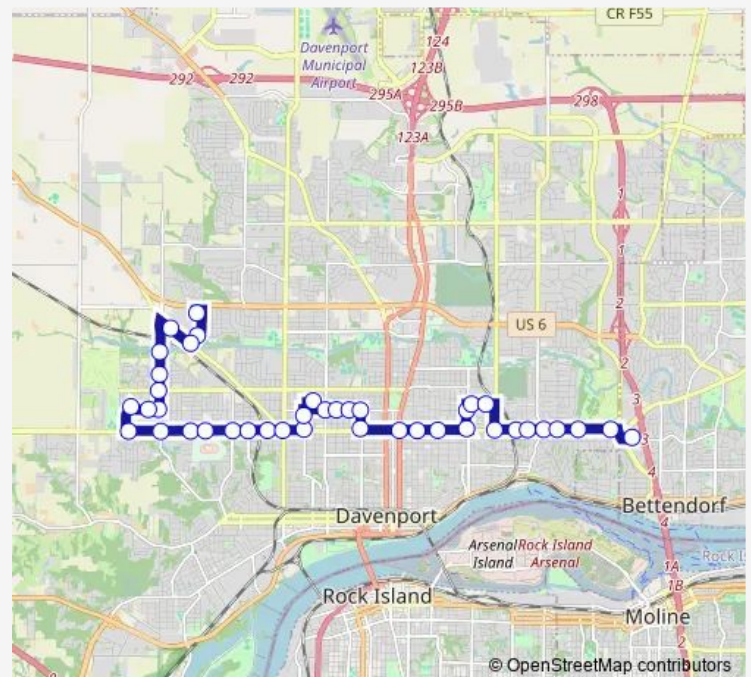 CR F55
124
Davenport
Municipal
Airport
123B
292
292
295A
295B
298
123A
1
1
2
US 6
2
3
3
4
Bettendorf
Davenport
4
Arsenal
Island
Rock Island
Arsenal
Rock I
1A
1B
Rock Island
Moline
2
© OpenStreetMap contributors